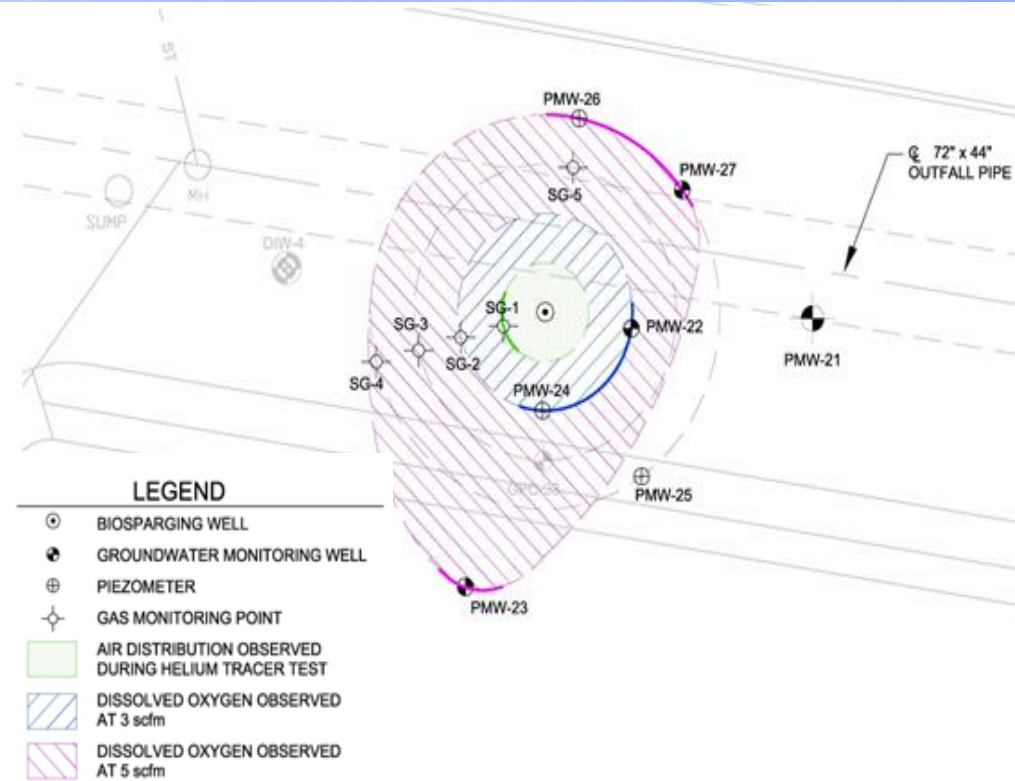 ST
PMW-26
℄ 72" x 44"
OUTFALL PIPE
PMW-27
SG-5
MH
SUMP
DIW-4
SG-1
SG-3
PMW-22
SG-2
PMW-21
SG-4
PMW-24
PMW-25
LEGEND
BIOSPARGING WELL
GROUNDWATER MONITORING WELL
PIEZOMETER
PMW-23
GAS MONITORING POINT
AIR DISTRIBUTION OBSERVED
DURING HELIUM TRACER TEST
DISSOLVED OXYGEN OBSERVED
AT 3 scfm
DISSOLVED OXYGEN OBSERVED
AT 5 scfm